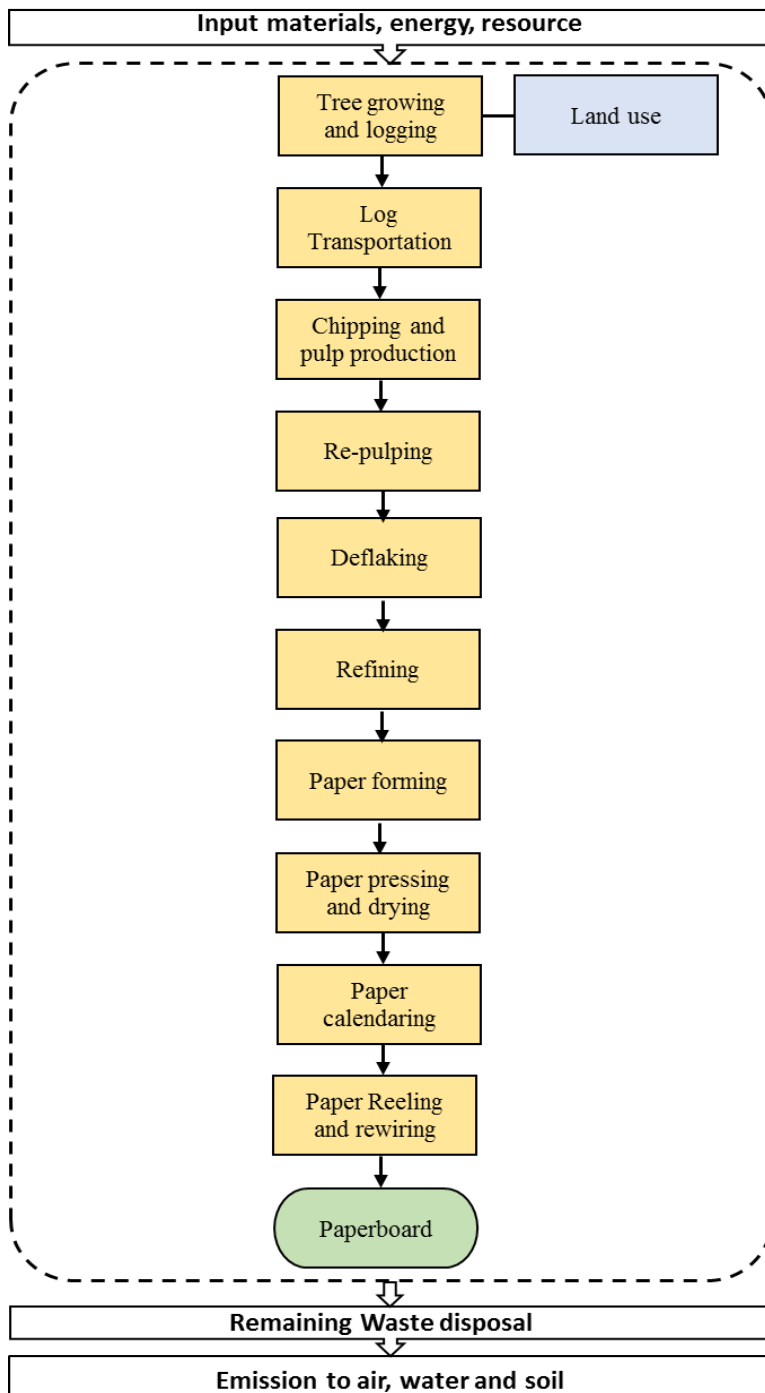 Input materials, energy, resource
Tree growing
and logging
Land use
Log
Transportation
Chipping and
pulp production
Re-pulping
Deflaking
Refining
Paper forming
Paper pressing
and drying
Paper
calendaring
Paper Reeling
and rewiring
Paperboard
Remaining Waste disposal
Emission to air, water and soil